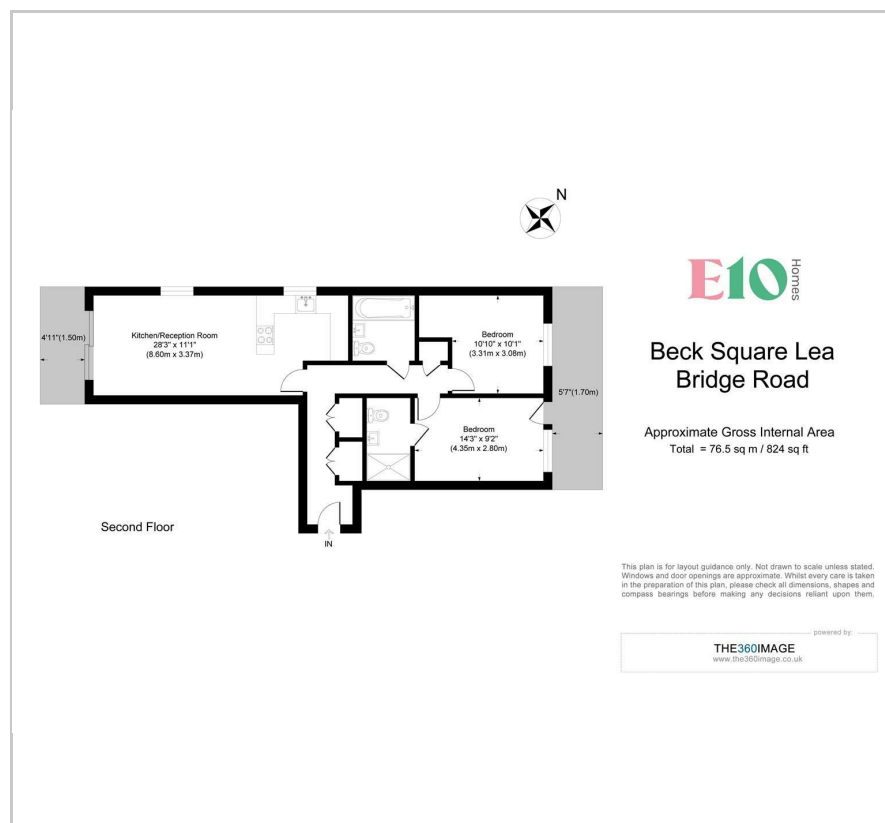 N
E10
Homes
4'11"(1.50m)
Kitchen/Reception Room
28'3" x 11'1"
(8.60m x 3.37m)
Bedroom
10'10" x 10'1"
(3.31m x 3.08m)
5'7"(1.70m)
Bedroom
14'3" x 9'2"
(4.35m x 2.80m)
IN
Second Floor
Beck Square Lea
Bridge Road
Approximate Gross Internal Area
Total = 76.5 sq m / 824 sq ft
This plan is for layout guidance only. Not drawn to scale unless stated.
Windows and door openings are approximate. Whilst every care is taken
in the preparation of this plan, please check all dimensions, shapes and
compass bearings before making any decisions reliant upon them.
powered by:
THE360IMAGE
www.the360image.co.uk